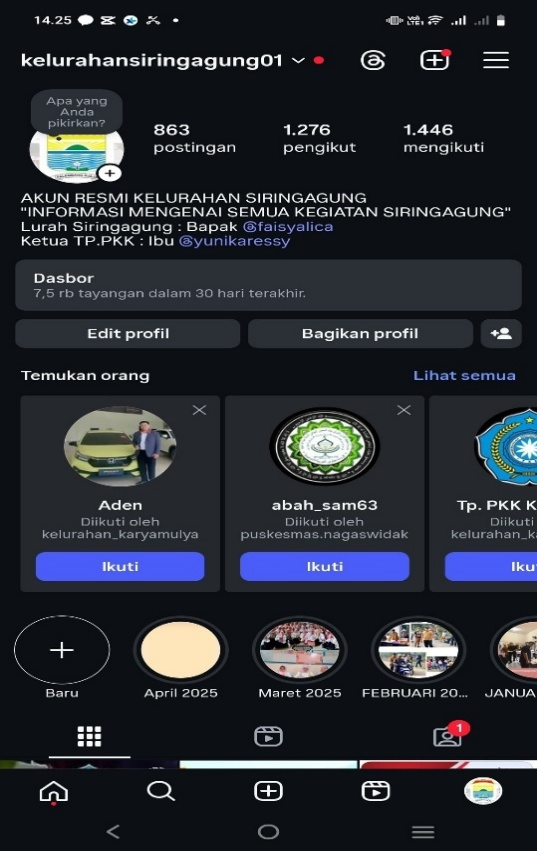 14.25
kelurahansiringagung01
Apa yang
Anda
pikirkan?
863 1.276 1.446
postingan pengikut mengikuti
AKUN RESMI KELURAHAN SIRINGAGUNG
"INFORMASI MENGENAI SEMUA KEGIATAN SIRINGAGUNG"
Lurah Siringagung : Bapak @faisyalica
Ketua TP.PKK : Ibu @yunikaressy
Dasbor
7,5 rb tayangan dalam 30 hari terakhir.
Edit profil Bagikan profil
Temukan orang Lihat semua
Aden abah_sam63 Tp. PKK K
Diikuti oleh Diikuti oleh Diikuti
kelurahan_karyamulya puskesmas.nagaswidak kelurahan_k
Ikuti Ikuti Iku
Baru April 2025 Maret 2025 FEBRUARI 20... JANUA
1